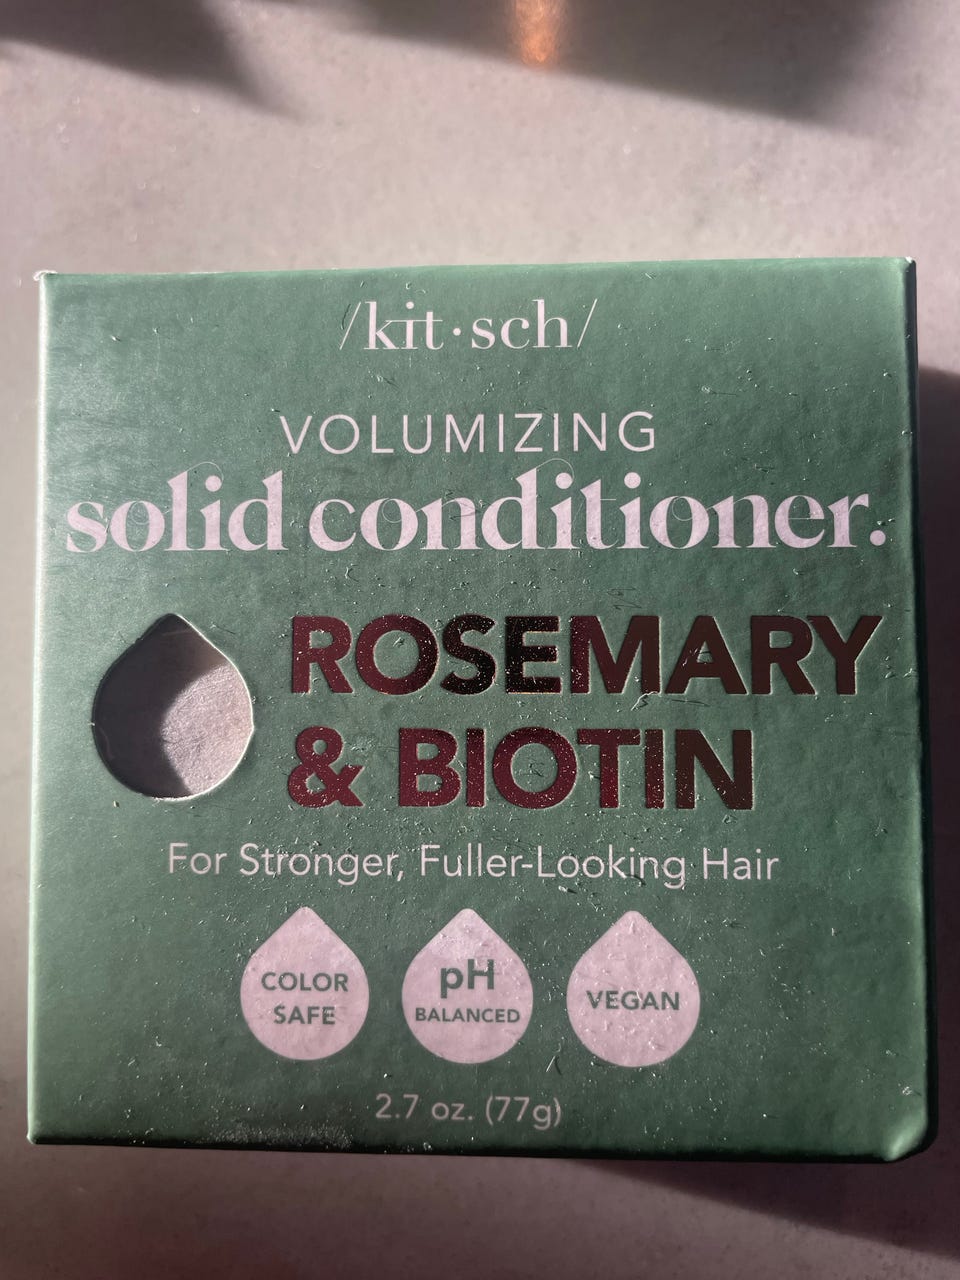 /kit·sch/
VOLUMIZING
solid conditioner.
ROSEMARY
& BIOTIN
For Stronger, Fuller-Looking Hair
COLOR
SAFE
pH
BALANCED
VEGAN
2.7 oz. (77g)